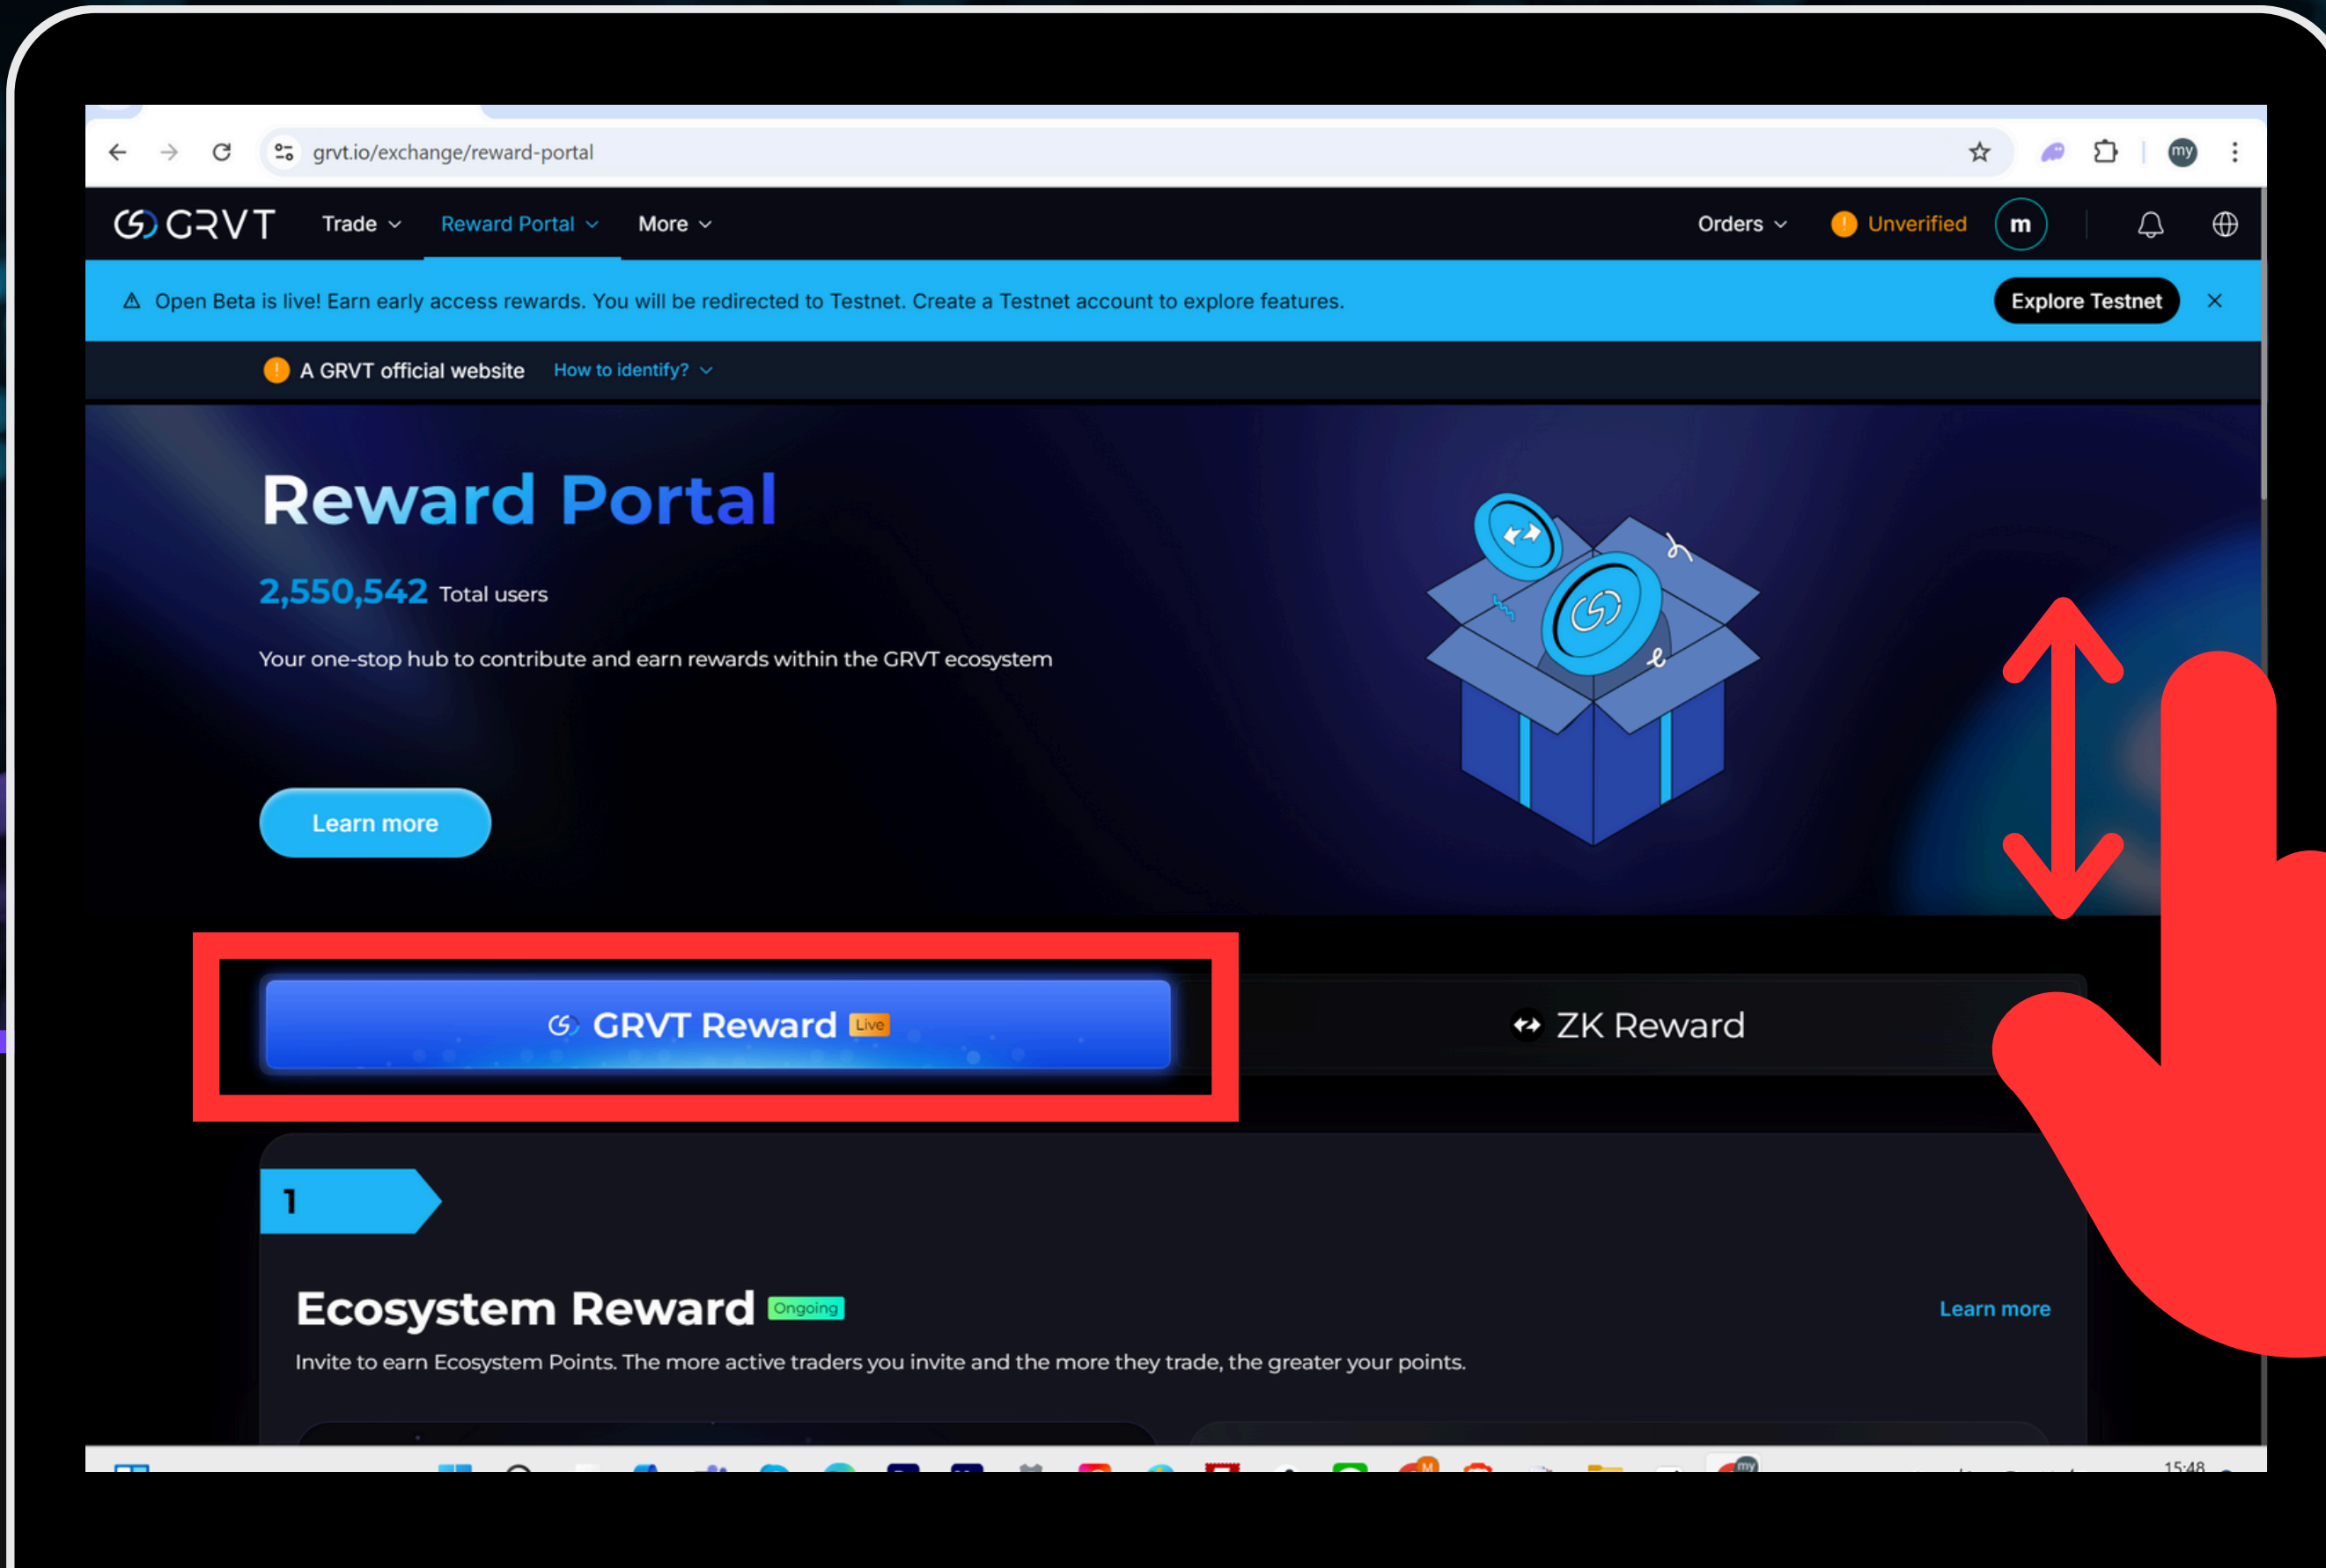 grvt.io/exchange/reward-portal
my
GRVT Trade Reward Portal More Orders Unverified m
Open Beta is live! Earn early access rewards. You will be redirected to Testnet. Create a Testnet account to explore features. Explore Testnet
A GRVT official website How to identify?
Reward Portal
2,550,542 Total users
Your one-stop hub to contribute and earn rewards within the GRVT ecosystem
Learn more
GRVT Reward Live ZK Reward
1
Ecosystem Reward Ongoing Learn more
Invite to earn Ecosystem Points. The more active traders you invite and the more they trade, the greater your points.
M my 15:48